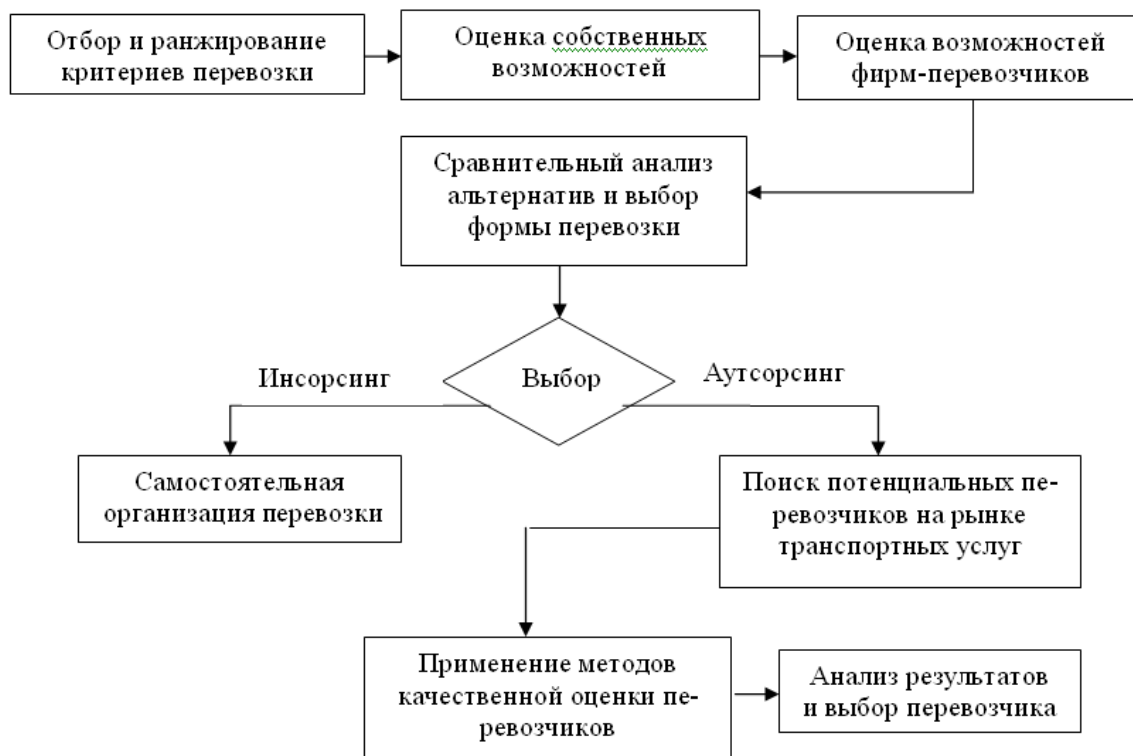 Отбор и ранжирование
критериев перевозки
Оценка собственных
возможностей
Оценка возможностей
фирм-перевозчиков
Сравнительный анализ
альтернатив и выбор
формы перевозки
Инсорсинг
Выбор
Аутсорсинг
Самостоятельная
организация перевозки
Поиск потенциальных пе-
ревозчиков на рынке
транспортных услуг
Применение методов
качественной оценки пе-
ревозчиков
Анализ результатов
и выбор перевозчика